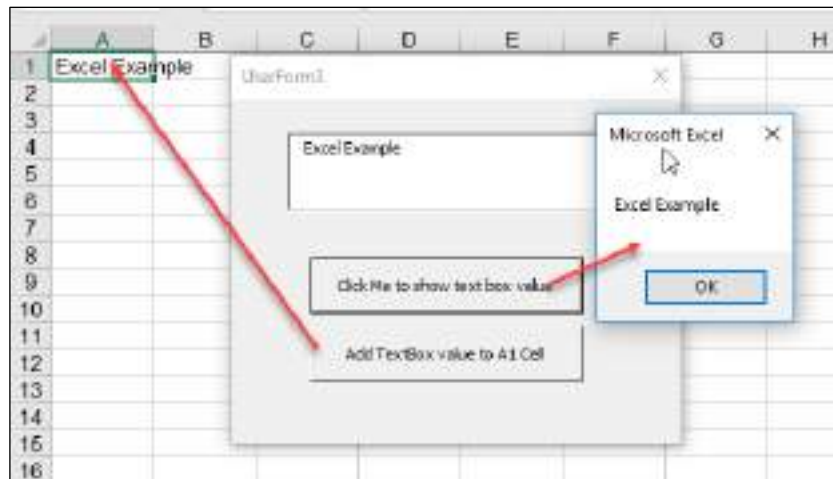 A B C D E F G H
1 Excel Example
UserForm1
2
3
4
5
6
7
8
9
10
11
12
13
14
15
16
Excel Example
Click Me to show text box value
Add TextBox value to A1 Cell
Microsoft Excel
Excel Example
OK